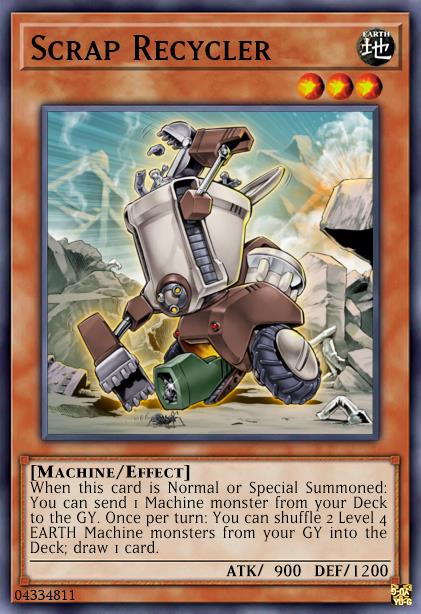 SCRAP RECYCLER
EARTH
地
[MACHINE/EFFECT]
When this card is Normal or Special Summoned:
You can send 1 Machine monster from your Deck
to the GY. Once per turn: You can shuffle 2 Level 4
EARTH Machine monsters from your GY into the
Deck; draw 1 card.
ATK/ 900 DEF/1200
04334811